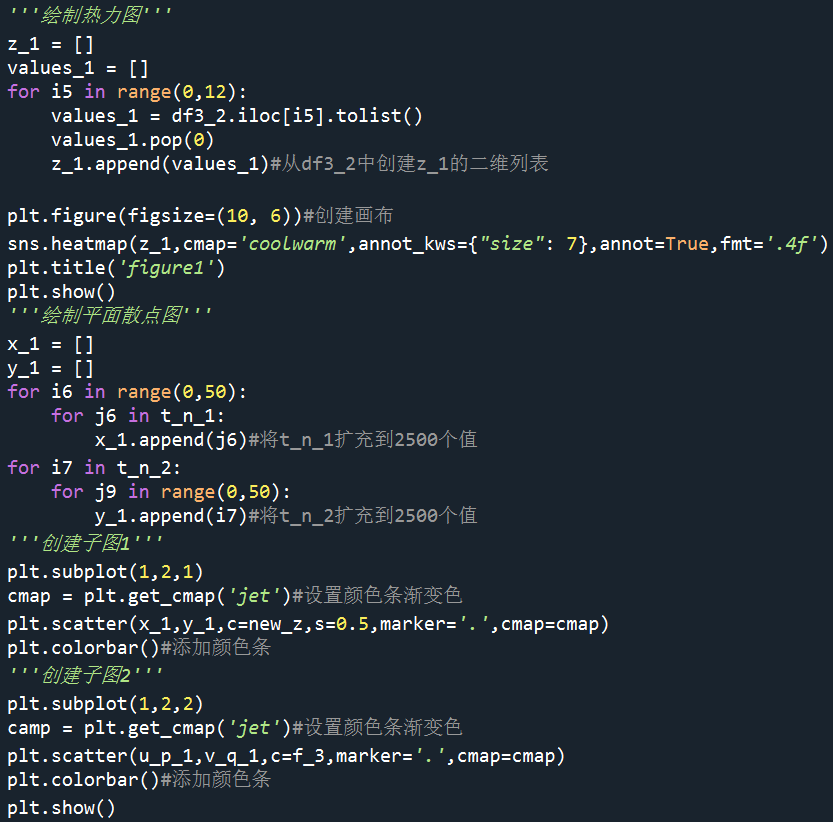 '''绘制热力图'''
z_1 = []
values_1 = []
for i5 in range(0,12):
    values_1 = df3_2.iloc[i5].tolist()
    values_1.pop(0)
    z_1.append(values_1)#从df3_2中创建z_1的二维列表
plt.figure(figsize=(10, 6))#创建画布
sns.heatmap(z_1,cmap='coolwarm',annot_kws={"size": 7},annot=True,fmt='.4f')
plt.title('figure1')
plt.show()
'''绘制平面散点图'''
x_1 = []
y_1 = []
for i6 in range(0,50):
    for j6 in t_n_1:
        x_1.append(j6)#将t_n_1扩充到2500个值
for i7 in t_n_2:
    for j9 in range(0,50):
        y_1.append(i7)#将t_n_2扩充到2500个值
'''创建子图1'''
plt.subplot(1,2,1)
cmap = plt.get_cmap('jet')#设置颜色条渐变色
plt.scatter(x_1,y_1,c=new_z,s=0.5,marker='.',cmap=cmap)
plt.colorbar()#添加颜色条
'''创建子图2'''
plt.subplot(1,2,2)
camp = plt.get_cmap('jet')#设置颜色条渐变色
plt.scatter(u_p_1,v_q_1,c=f_3,marker='.',cmap=cmap)
plt.colorbar()#添加颜色条
plt.show()